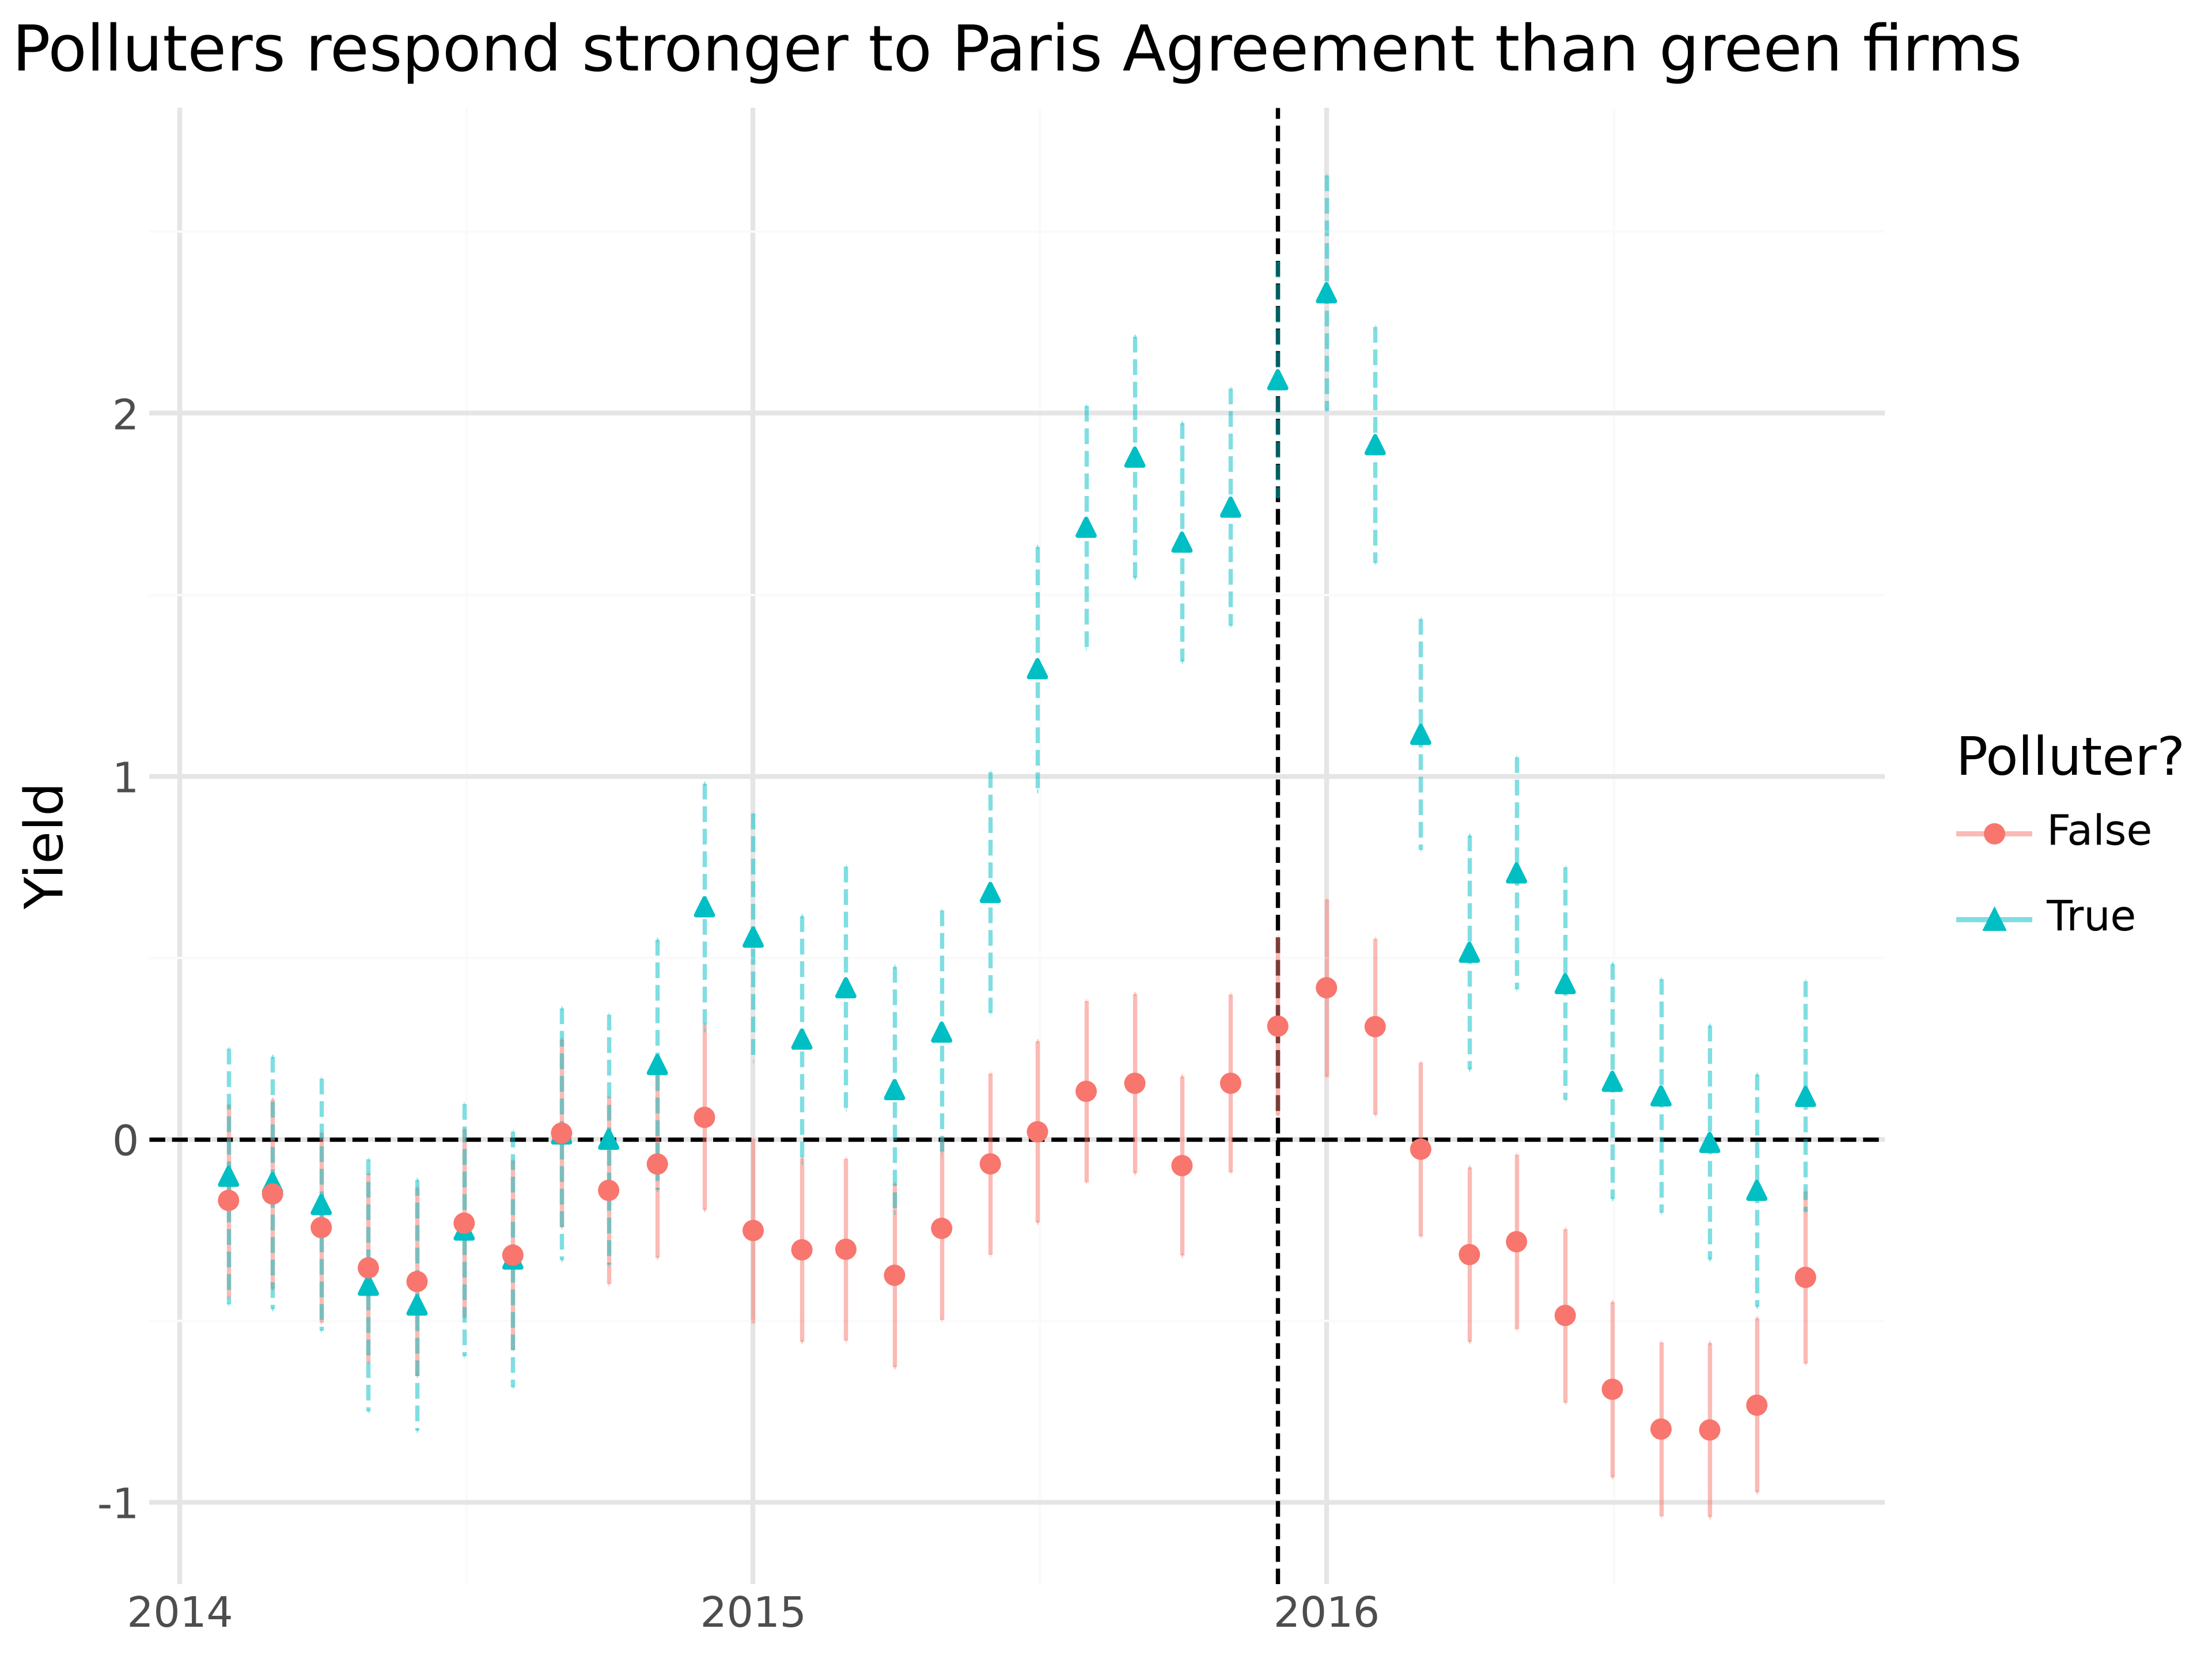 Polluters respond stronger to Paris Agreement than green firms
2
1
0
-1
Yield
2014
2015
2016
Polluter?
False
True